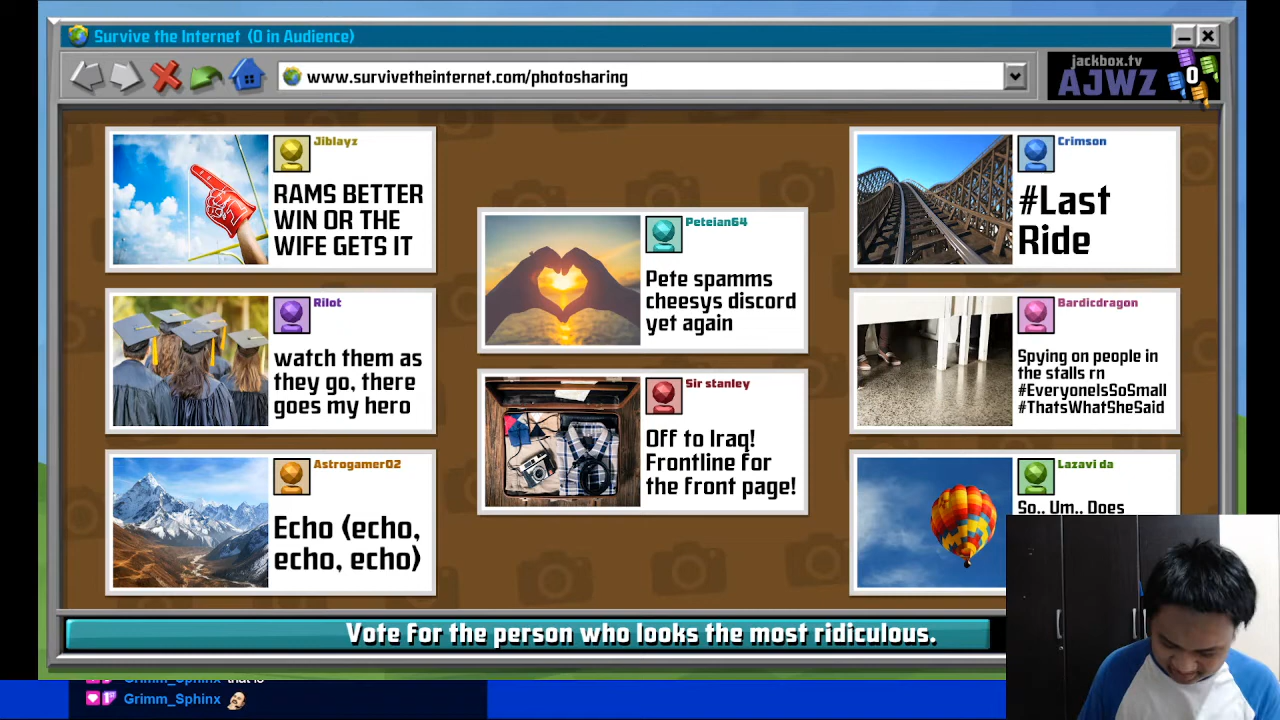 Survive the Internet (0 in Audience)
www.survivetheinternet.com/photosharing
jackbox.tv
AJWZ
0
Jiblayz
RAMS BETTER
WIN OR THE
WIFE GETS IT
Rilot
watch them as
they go, there
goes my hero
Astrogamer02
Echo (echo,
echo, echo)
Peteian64
Pete spamms
cheesys discord
yet again
Sir stanley
Off to Iraq!
Frontline for
the front page!
Crimson
#Last
Ride
Bardicdragon
Spying on people in
the stalls rn
#EveryoneIsSoSmall
#ThatsWhatSheSaid
Lazavi da
So.. Um.. Does
Vote for the person who looks the most ridiculous.
Grimm_Sphinx that is
Grimm_Sphinx